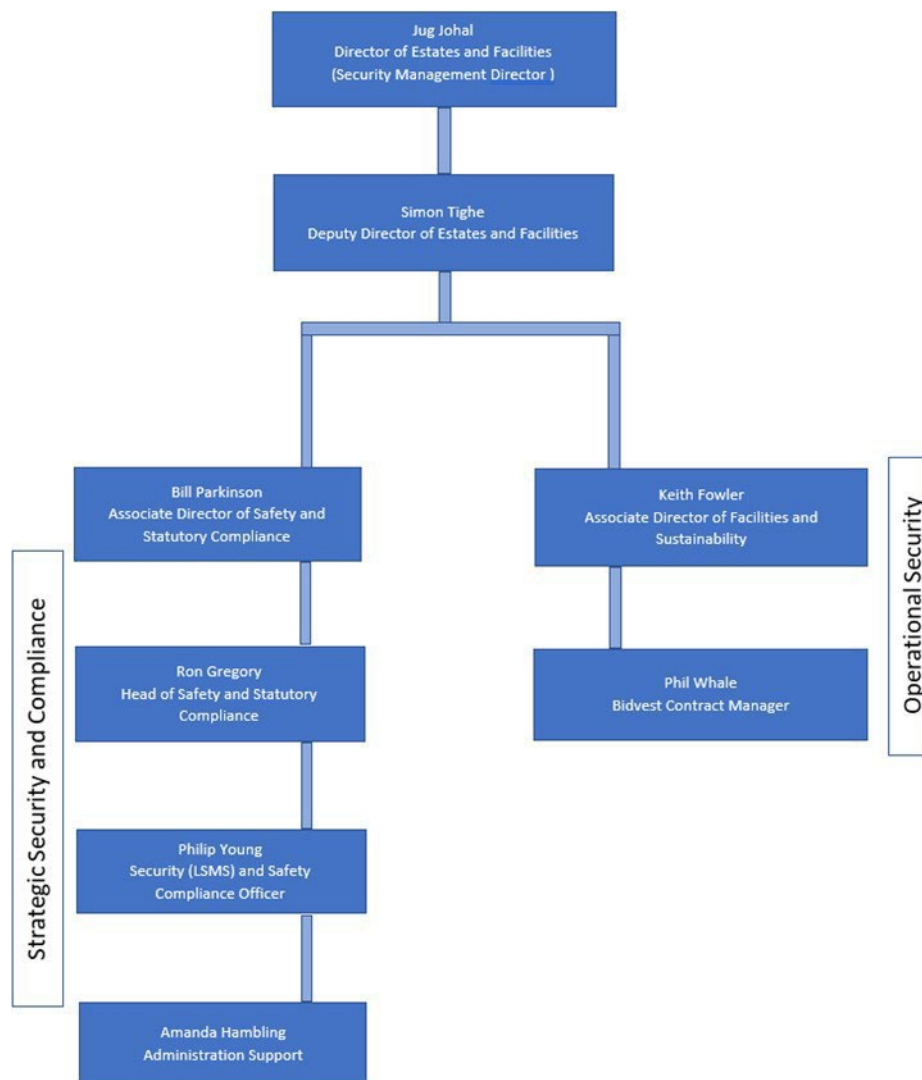 Jug Johal
Director of Estates and Facilities
(Security Management Director )
Simon Tighe
Deputy Director of Estates and Facilities
Bill Parkinson
Associate Director of Safety and
Statutory Compliance
Keith Fowler
Associate Director of Facilities and
Sustainability
Operational Security
Strategic Security and Compliance
Ron Gregory
Head of Safety and Statutory
Compliance
Phil Whale
Bidvest Contract Manager
Philip Young
Security (LSMS) and Safety
Compliance Officer
Amanda Hambling
Administration Support